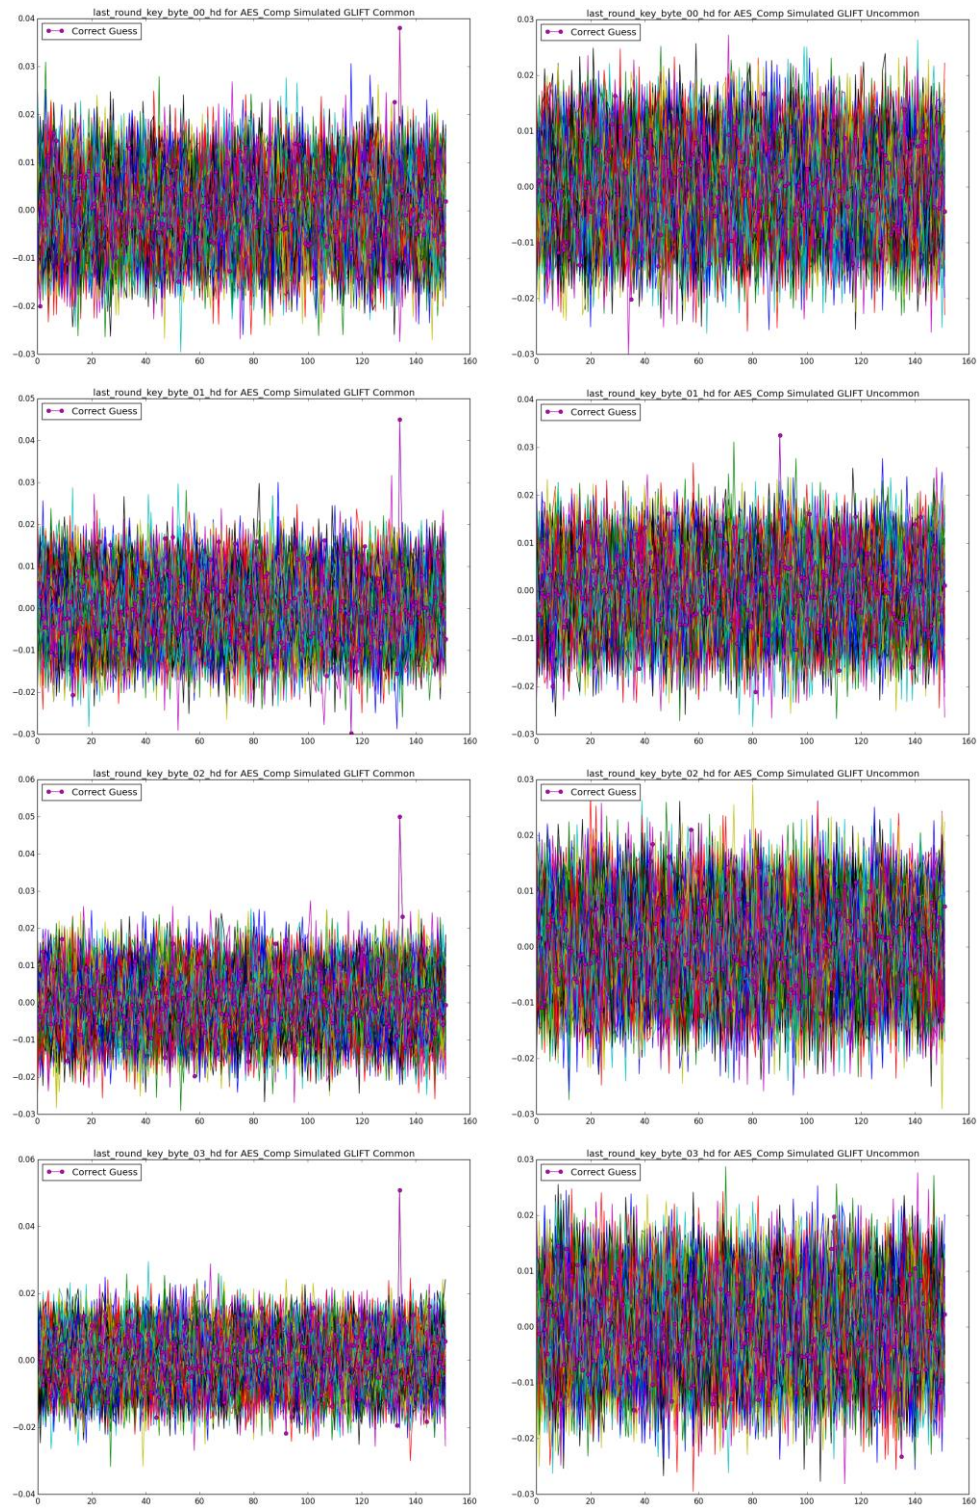 last_round_key_byte_00_hd for AES_Comp Simulated GLIFT Common
Correct Guess
0.04
0.03
0.02
0.01
0.00
−0.01
−0.02
−0.03
0 20 40 60 80 100 120 140 160
last_round_key_byte_00_hd for AES_Comp Simulated GLIFT Uncommon
Correct Guess
0.03
0.02
0.01
0.00
−0.01
−0.02
−0.03
0 20 40 60 80 100 120 140 160
last_round_key_byte_01_hd for AES_Comp Simulated GLIFT Common
Correct Guess
0.05
0.04
0.03
0.02
0.01
0.00
−0.01
−0.02
−0.03
0 20 40 60 80 100 120 140 160
last_round_key_byte_01_hd for AES_Comp Simulated GLIFT Uncommon
Correct Guess
0.04
0.03
0.02
0.01
0.00
−0.01
−0.02
−0.03
0 20 40 60 80 100 120 140 160
last_round_key_byte_02_hd for AES_Comp Simulated GLIFT Common
Correct Guess
0.06
0.05
0.04
0.03
0.02
0.01
0.00
−0.01
−0.02
−0.03
0 20 40 60 80 100 120 140 160
last_round_key_byte_02_hd for AES_Comp Simulated GLIFT Uncommon
Correct Guess
0.03
0.02
0.01
0.00
−0.01
−0.02
−0.03
0 20 40 60 80 100 120 140 160
last_round_key_byte_03_hd for AES_Comp Simulated GLIFT Common
Correct Guess
0.06
0.04
0.02
0.00
−0.02
−0.04
0 20 40 60 80 100 120 140 160
last_round_key_byte_03_hd for AES_Comp Simulated GLIFT Uncommon
Correct Guess
0.03
0.02
0.01
0.00
−0.01
−0.02
−0.03
0 20 40 60 80 100 120 140 160